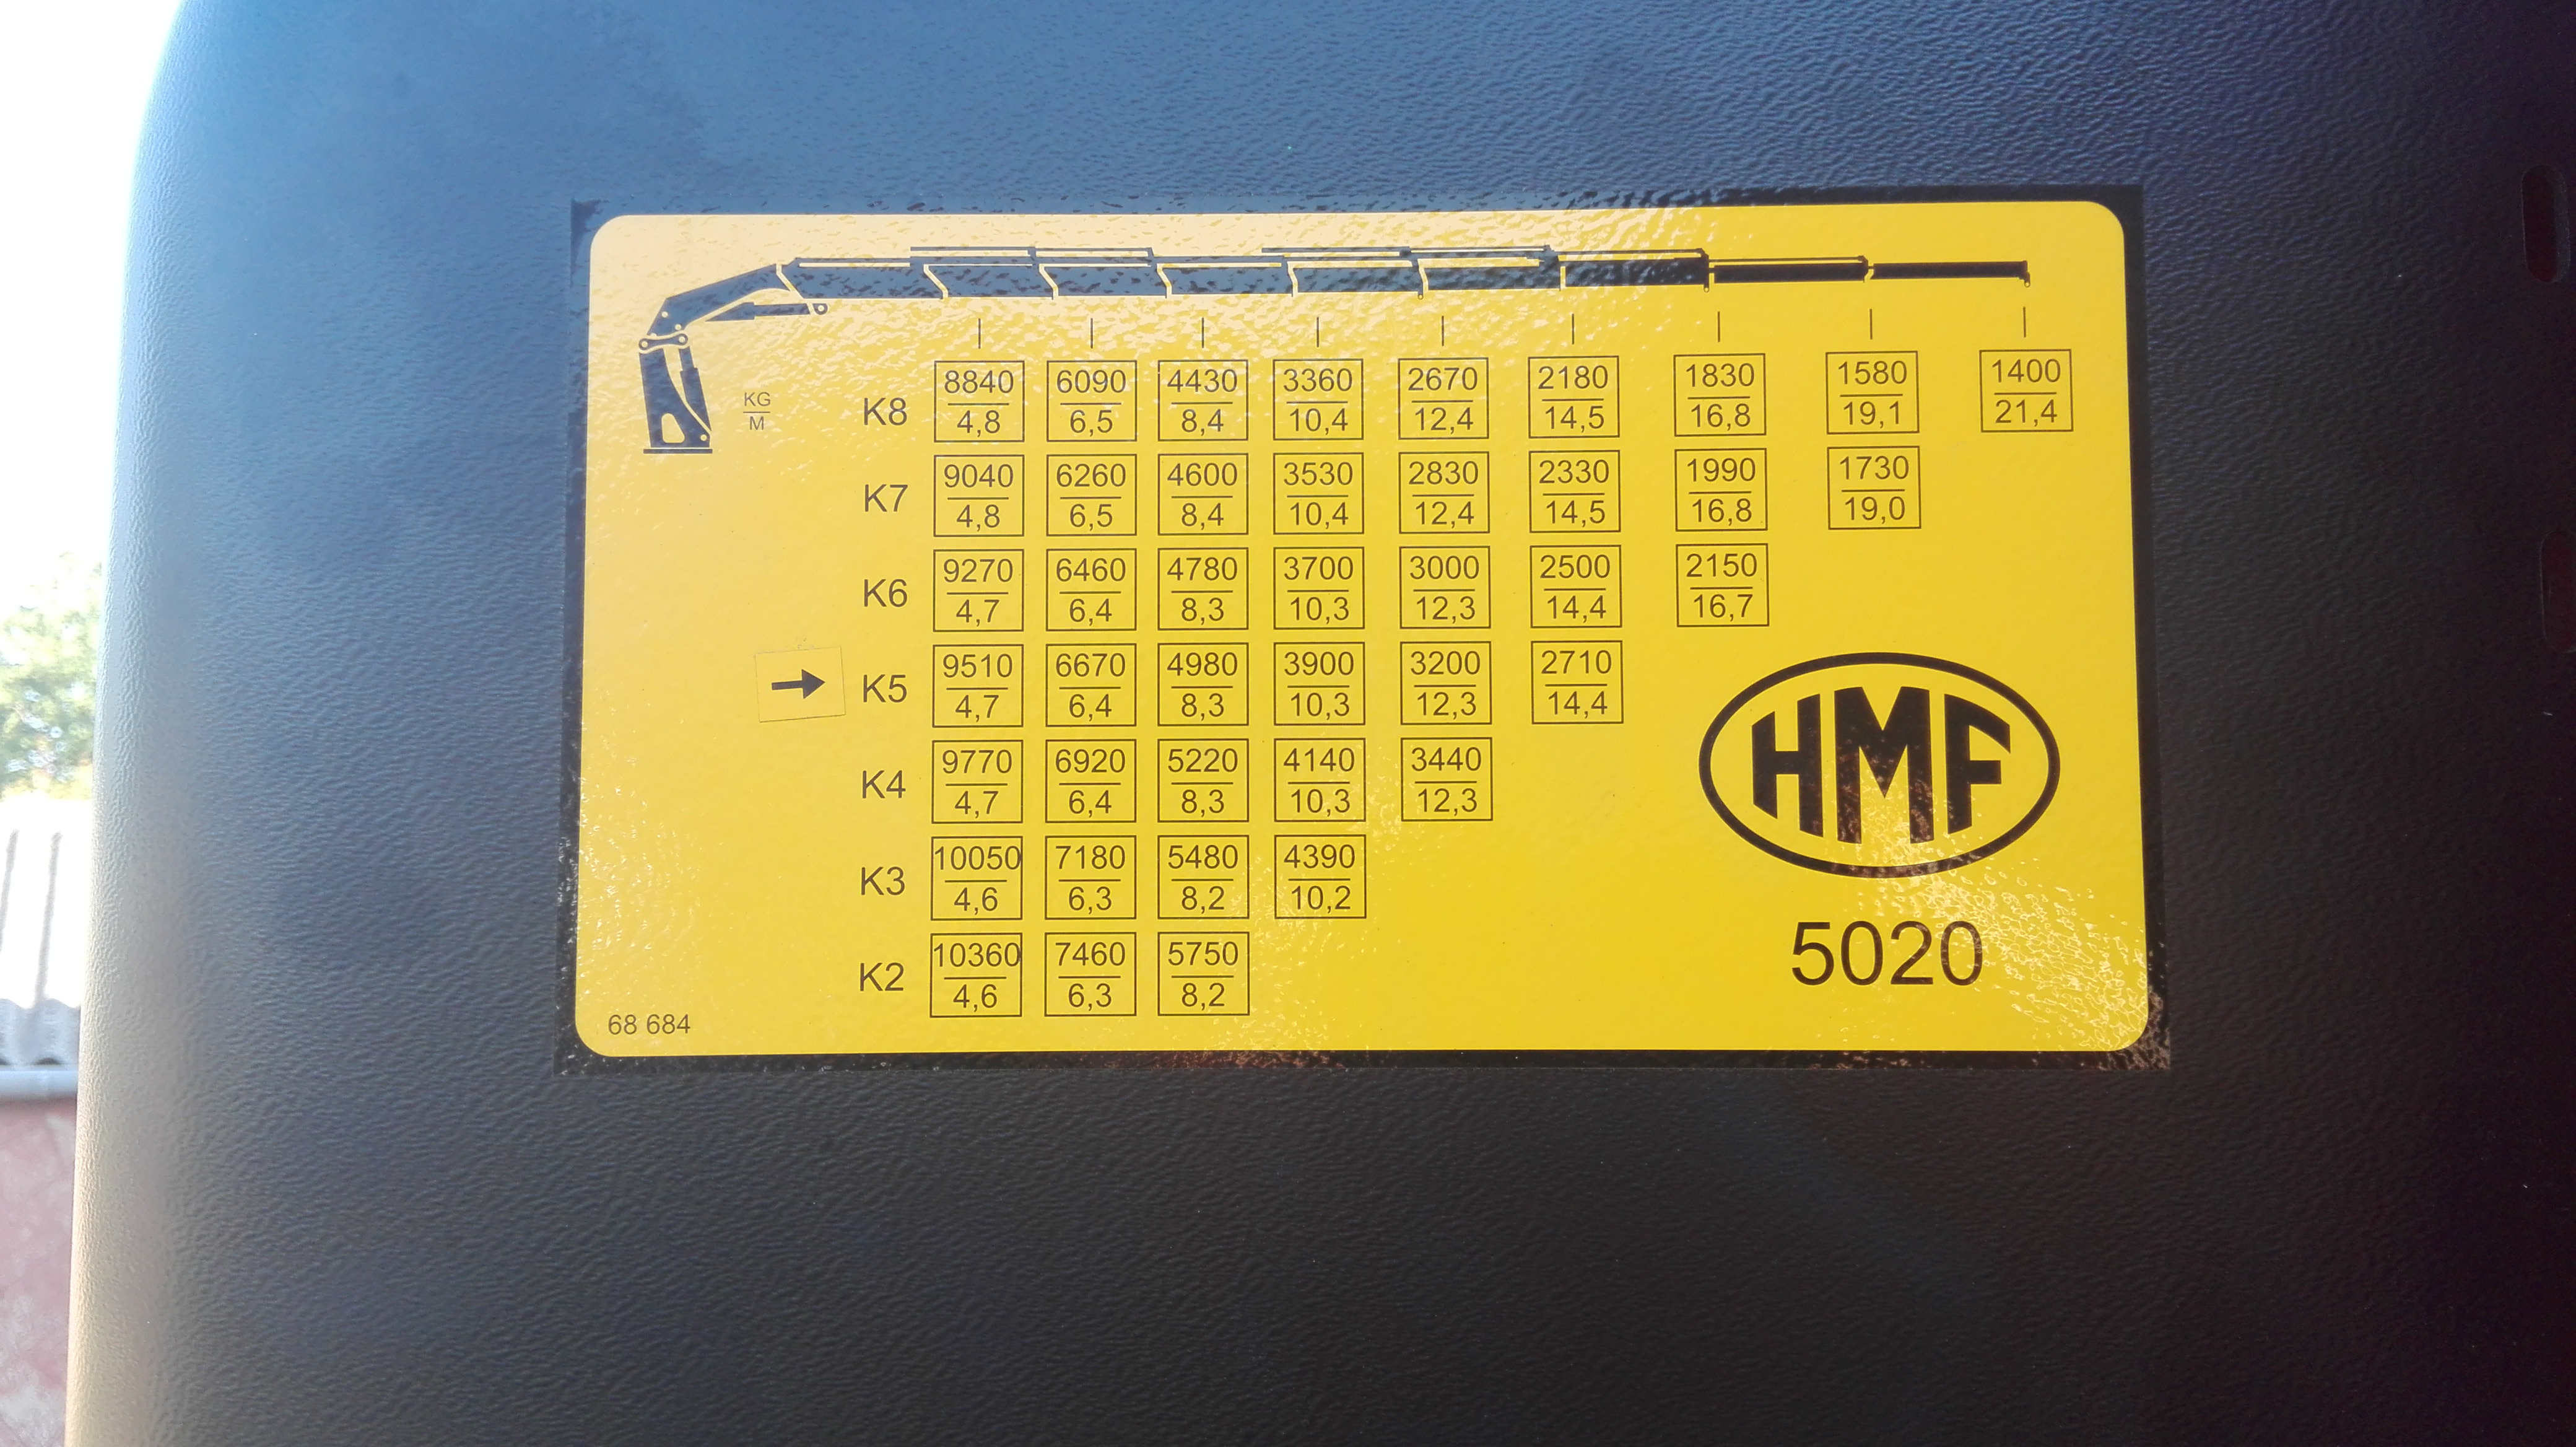 KG
M
K8 8840 6090 4430 3360 2670 2180 1830 1580 1400
4,8 6,5 8,4 10,4 12,4 14,5 16,8 19,1 21,4
K7 9040 6260 4600 3530 2830 2330 1990 1730
4,8 6,5 8,4 10,4 12,4 14,5 16,8 19,0
K6 9270 6460 4780 3700 3000 2500 2150
4,7 6,4 8,3 10,3 12,3 14,4 16,7
K5 9510 6670 4980 3900 3200 2710
4,7 6,4 8,3 10,3 12,3 14,4
K4 9770 6920 5220 4140 3440
4,7 6,4 8,3 10,3 12,3
K3 10050 7180 5480 4390
4,6 6,3 8,2 10,2
K2 10360 7460 5750
4,6 6,3 8,2
HMF
5020
68 684